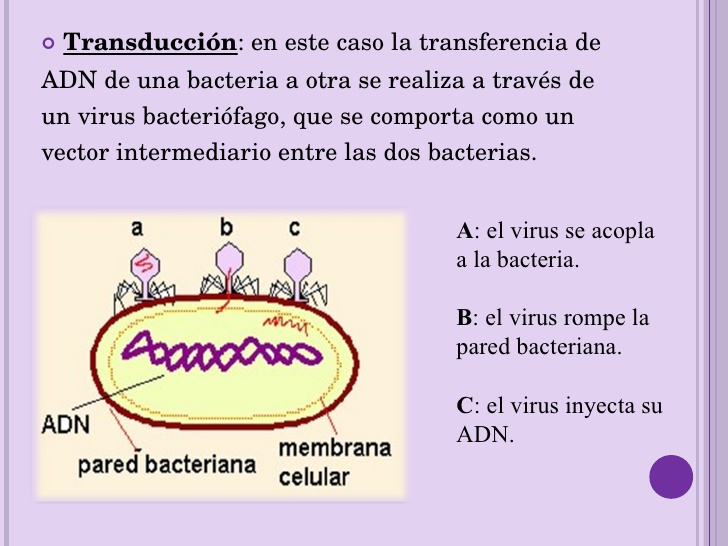 Transducción: en este caso la transferencia de
ADN de una bacteria a otra se realiza a través de
un virus bacteriófago, que se comporta como un
vector intermediario entre las dos bacterias.
a b c
ADN
pared bacteriana
membrana
celular
A: el virus se acopla
a la bacteria.
B: el virus rompe la
pared bacteriana.
C: el virus inyecta su
ADN.